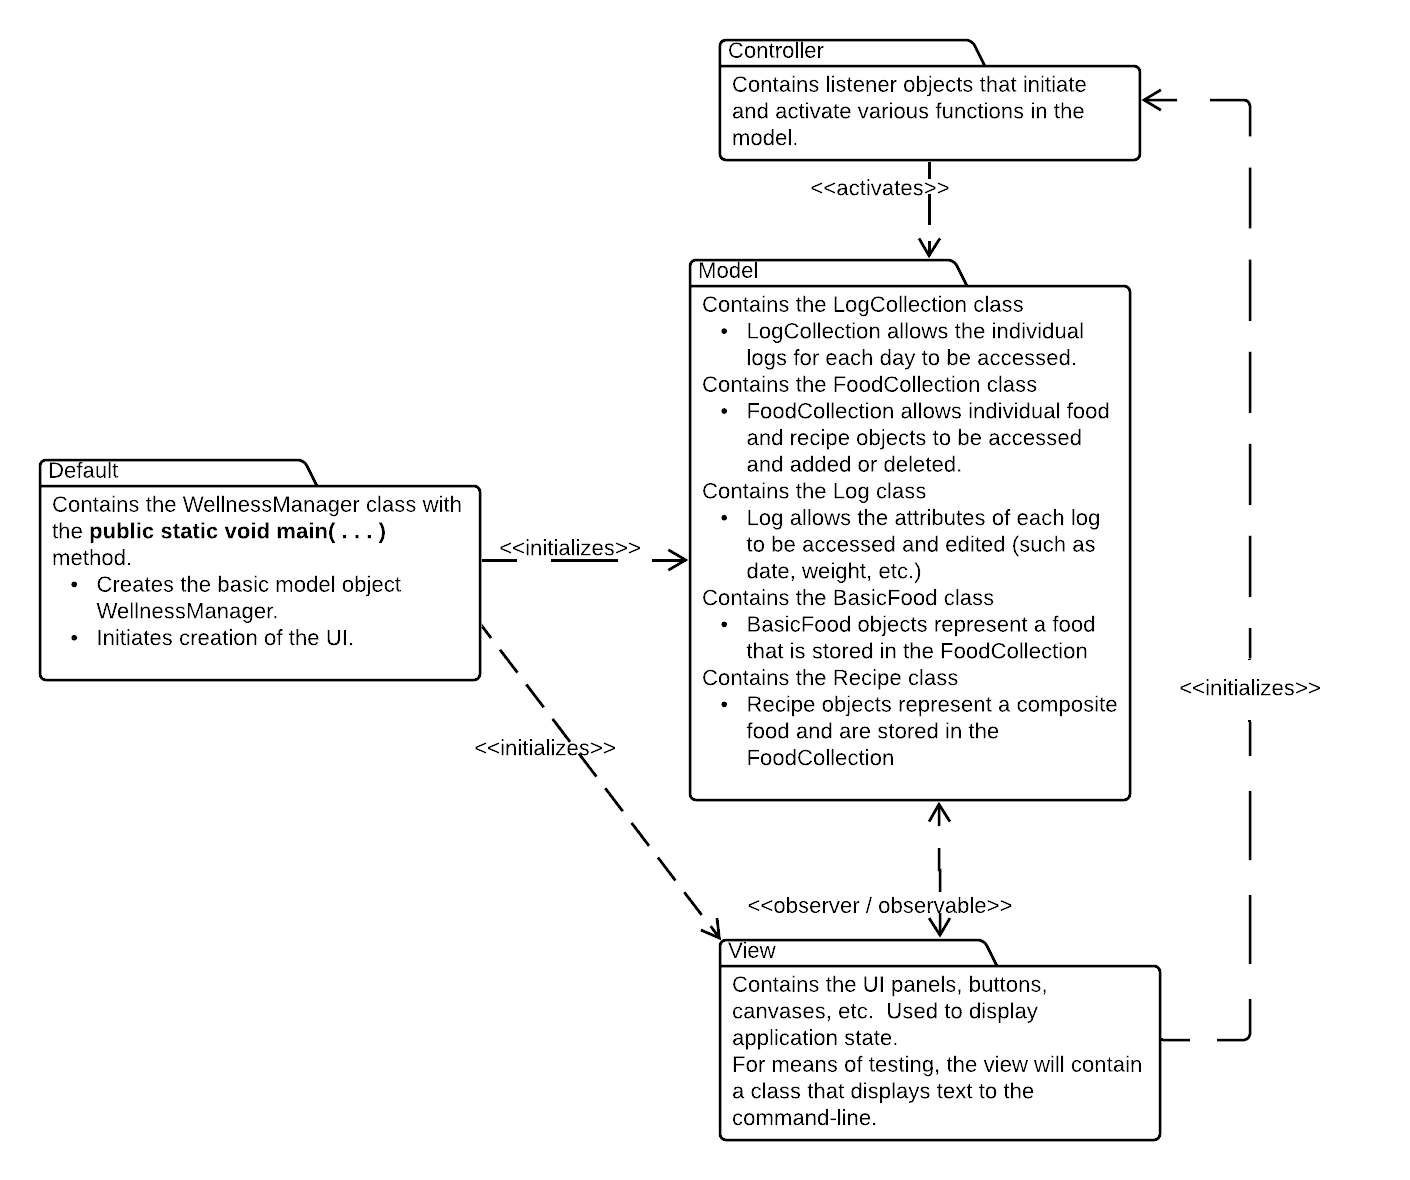 Controller
Contains listener objects that initiate
and activate various functions in the
model.
<<activates>>
Model
Contains the LogCollection class
• LogCollection allows the individual
logs for each day to be accessed.
Contains the FoodCollection class
• FoodCollection allows individual food
and recipe objects to be accessed
and added or deleted.
Contains the Log class
• Log allows the attributes of each log
to be accessed and edited (such as
date, weight, etc.)
Contains the BasicFood class
• BasicFood objects represent a food
that is stored in the FoodCollection
Contains the Recipe class
• Recipe objects represent a composite
food and are stored in the
FoodCollection
Default
Contains the WellnessManager class with
the public static void main( . . . )
method.
• Creates the basic model object
WellnessManager.
• Initiates creation of the UI.
<<initializes>>
<<initializes>>
<<initializes>>
<<observer / observable>>
View
Contains the UI panels, buttons,
canvases, etc.  Used to display
application state.
For means of testing, the view will contain
a class that displays text to the
command-line.